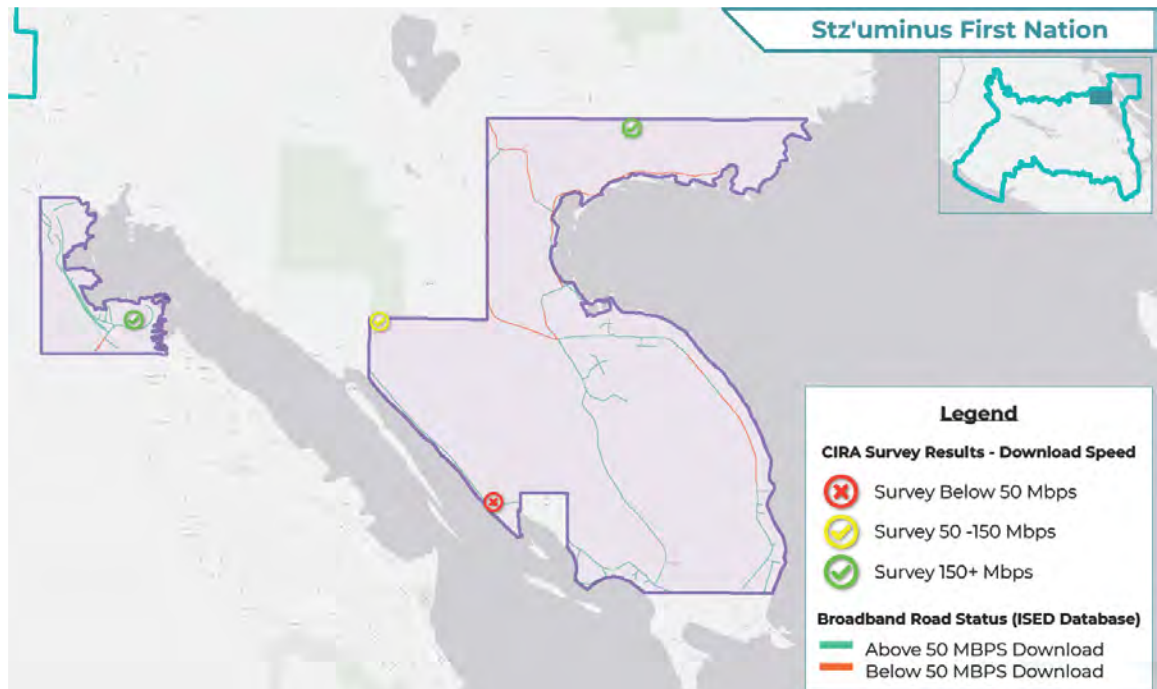 Stz'uminus First Nation
Legend
CIRA Survey Results - Download Speed
Survey Below 50 Mbps
Survey 50 -150 Mbps
Survey 150+ Mbps
Broadband Road Status (ISED Database)
Above 50 MBPS Download
Below 50 MBPS Download